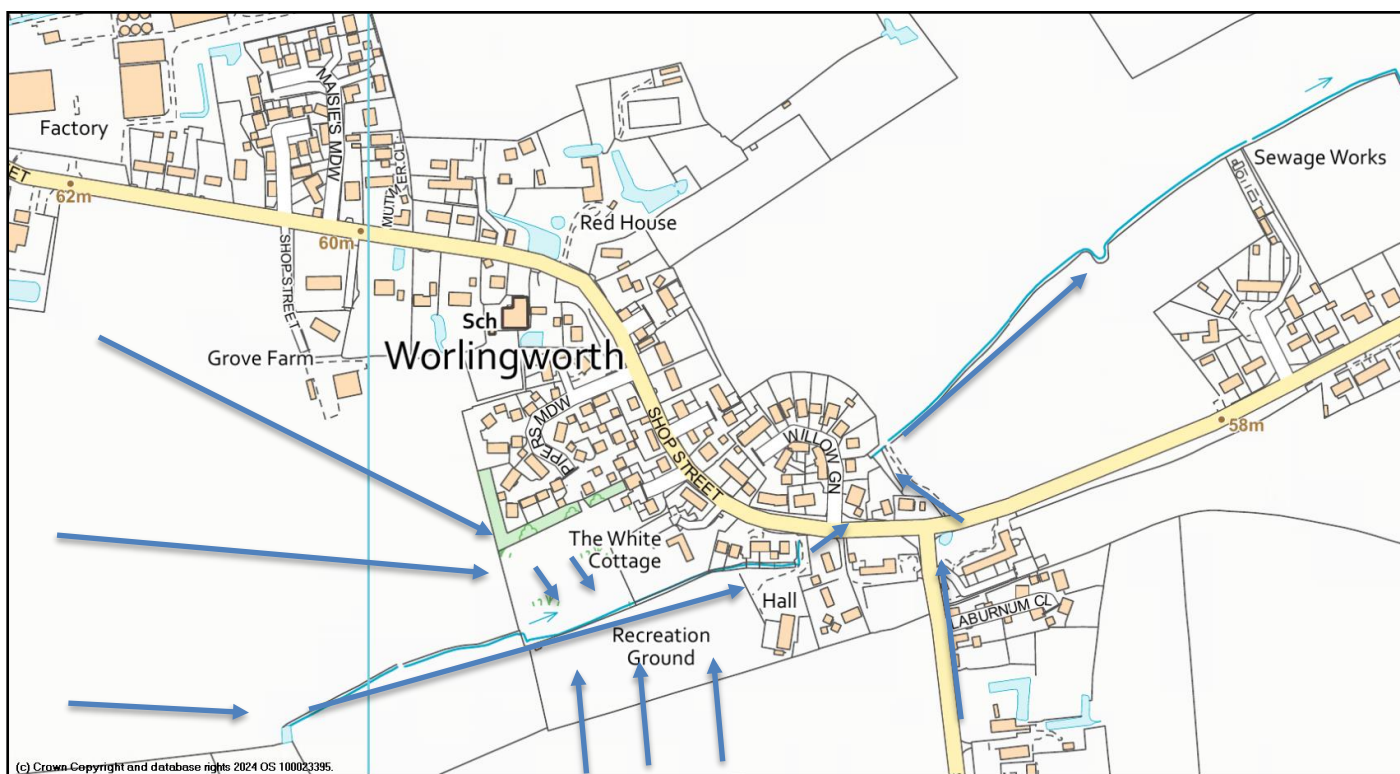 Factory
MAISIE'S MDW
Sewage Works
ET
62m
MUTIMER CL
Red House
60m
SHOP STREET
Sch
Grove Farm
Worlingworth
PIPERS MDW
SHOP STREET
WILLOW GN
58m
The White
Cottage
Hall
LABURNUM CL
Recreation
Ground
(c) Crown Copyright and database rights 2024 OS 100023395.